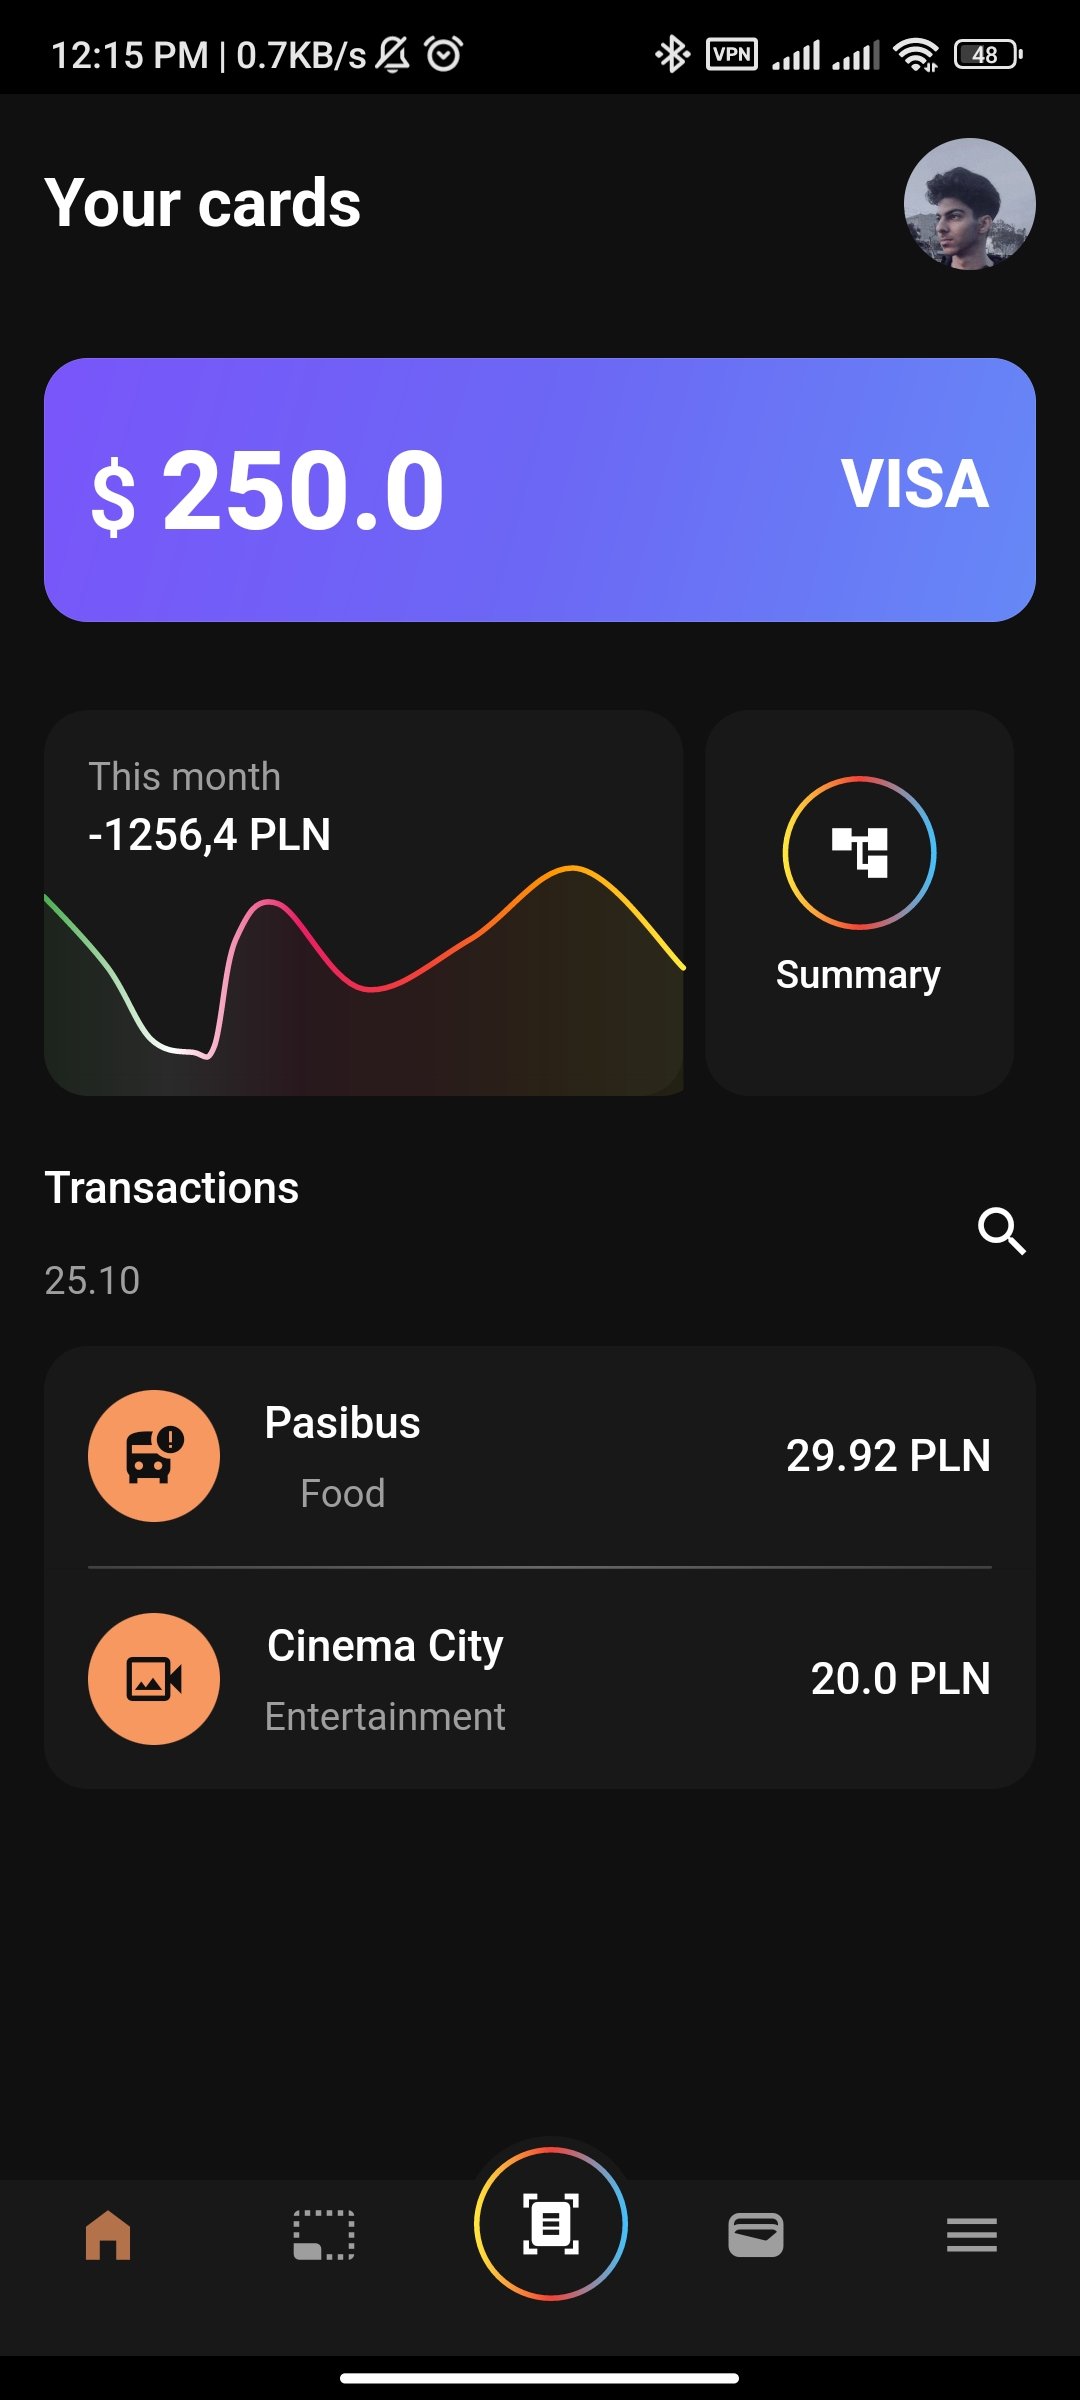 12:15 PM | 0.7KB/s VPN 48
Your cards
$ 250.0 VISA
This month
-1256,4 PLN
Summary
Transactions
25.10
Pasibus
Food
29.92 PLN
Cinema City
Entertainment
20.0 PLN